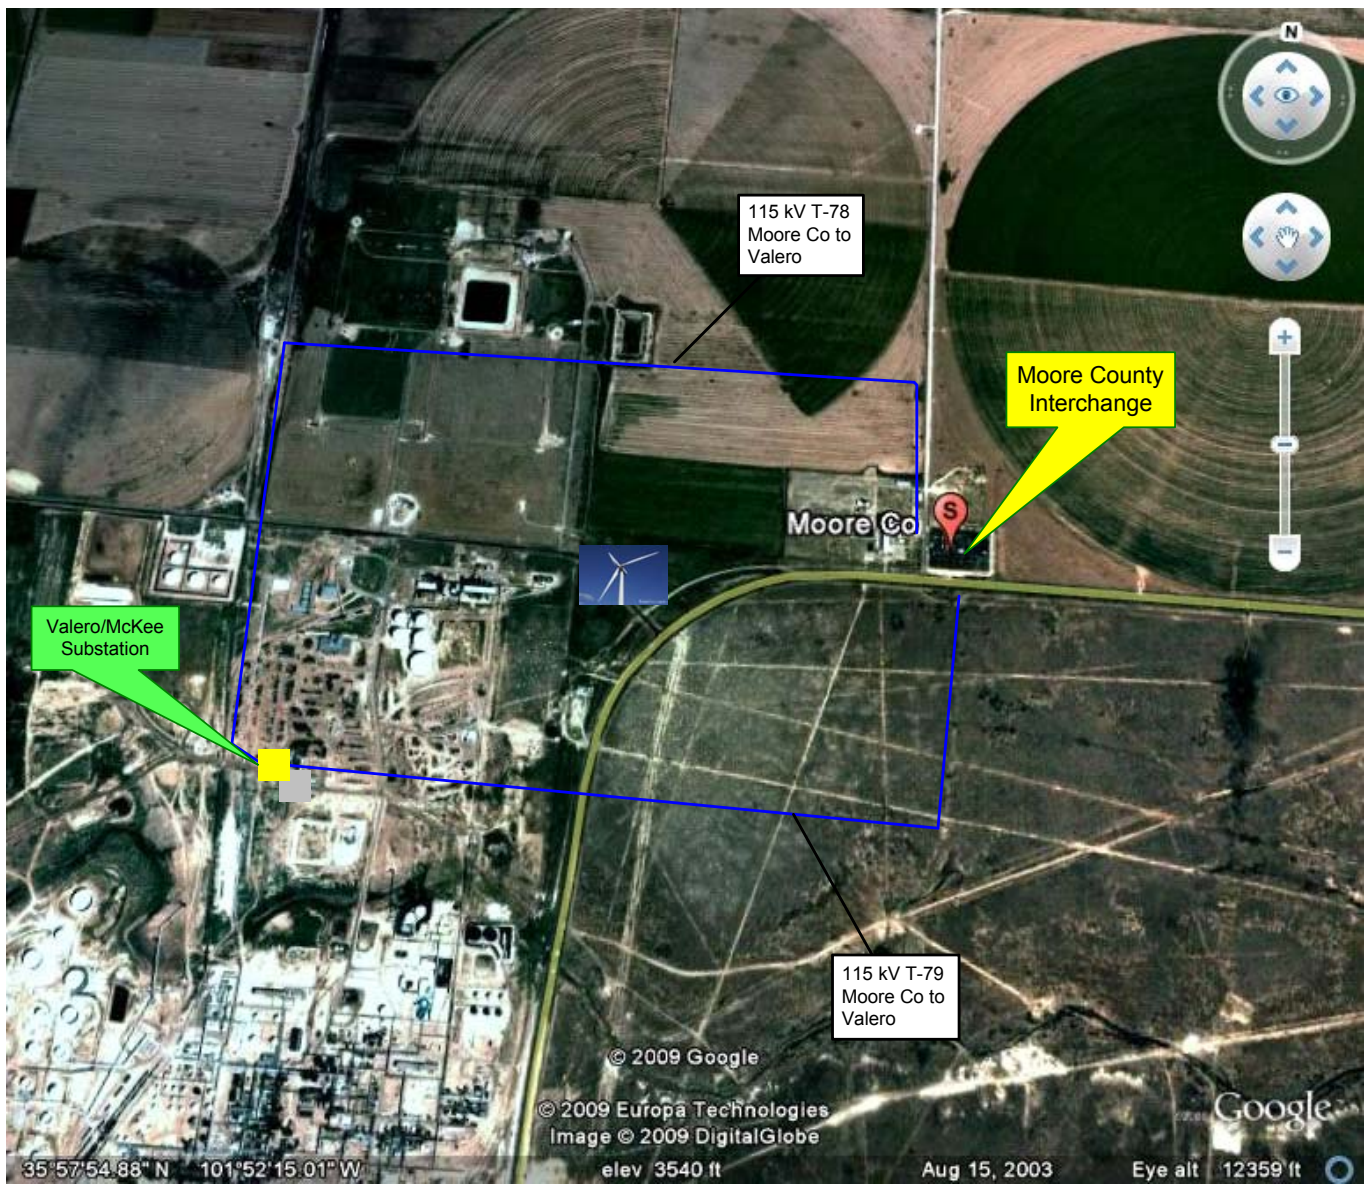 N
115 kV T-78
Moore Co to
Valero
Moore County
Interchange
S
Moore Co
Valero/McKee
Substation
115 kV T-79
Moore Co to
Valero
© 2009 Google
© 2009 Europa Technologies
Image © 2009 DigitalGlobe
Google
35°57'54.88" N 101°52'15.01" W elev 3540 ft Aug 15, 2003 Eye alt 12359 ft